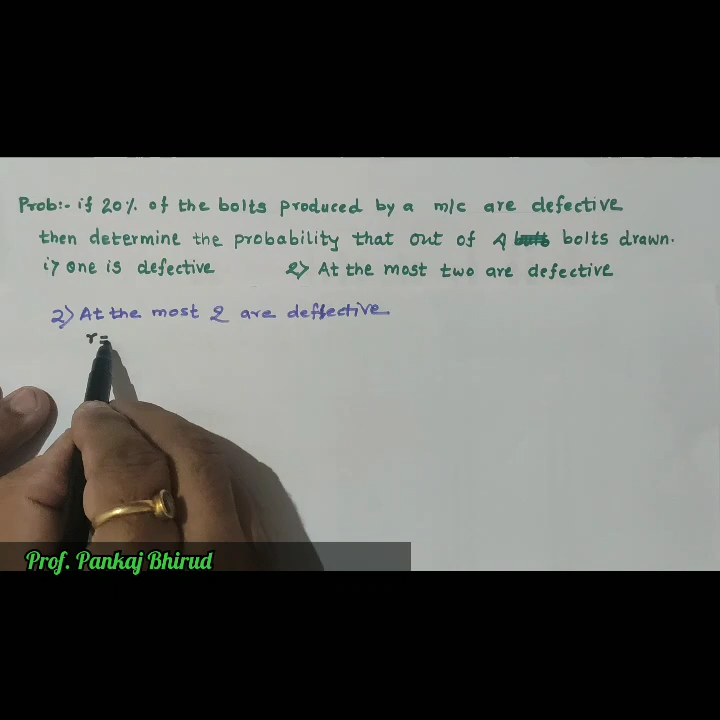 Prob:- if 20% of the bolts produced by a m/c are defective
then determine the probability that out of 4 bolts drawn.
i) one is defective 2) At the most two are defective
2) At the most 2 are deffective
r=
Prof. Pankaj Bhirud